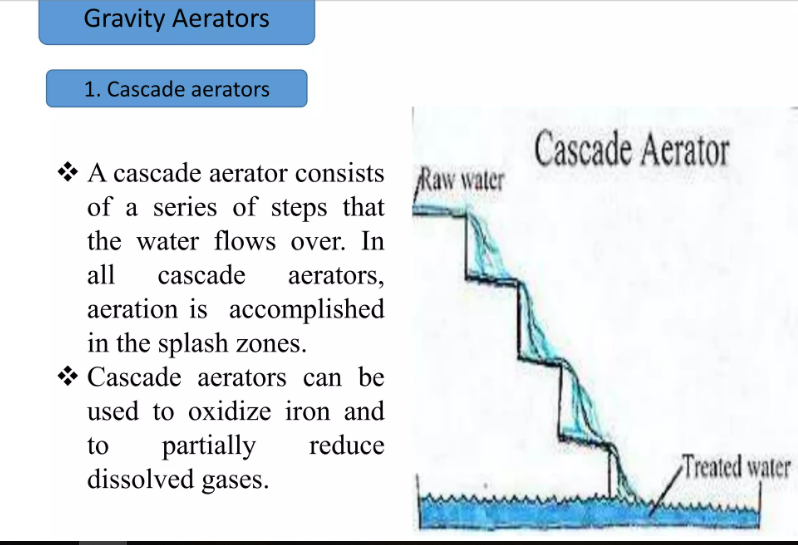 Gravity Aerators
1. Cascade aerators
❖ A cascade aerator consists
of a series of steps that
the water flows over. In
all cascade aerators,
aeration is accomplished
in the splash zones.
❖ Cascade aerators can be
used to oxidize iron and
to partially reduce
dissolved gases.
Cascade Aerator
Raw water
Treated water